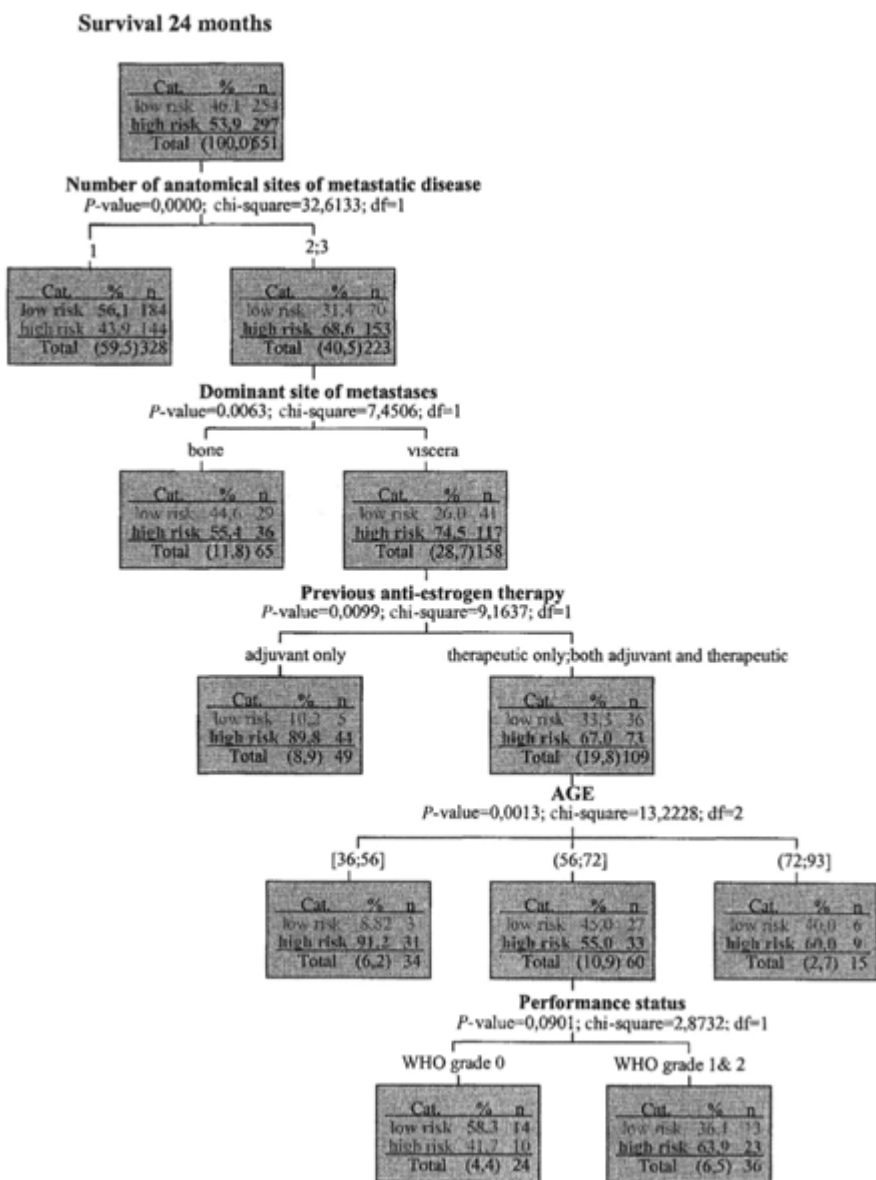 Survival 24 months
Cat. % n
low risk 46,1 254
high risk 53,9 297
Total (100,0)551
Number of anatomical sites of metastatic disease
P-value=0,0000; chi-square=32,6133; df=1
1 2;3
Cat. % n Cat. % n
low risk 56,1 184 low risk 31,4 70
high risk 43,9 144 high risk 68,6 153
Total (59,5)328 Total (40,5)223
Dominant site of metastases
P-value=0,0063; chi-square=7,4506; df=1
bone viscera
Cat. % n Cat. % n
low risk 44,6 29 low risk 26,0 41
high risk 55,4 36 high risk 74,5 117
Total (11,8) 65 Total (28,7)158
Previous anti-estrogen therapy
P-value=0,0099; chi-square=9,1637; df=1
adjuvant only therapeutic only;both adjuvant and therapeutic
Cat. % n Cat. % n
low risk 10,2 5 low risk 33,3 36
high risk 89,8 44 high risk 67,0 73
Total (8,9) 49 Total (19,8)109
AGE
P-value=0,0013; chi-square=13,2228; df=2
[36;56] (56;72] (72;93]
Cat. % n Cat. % n Cat. % n
low risk 8,82 3 low risk 45,0 27 low risk 40,0 6
high risk 91,2 31 high risk 55,0 33 high risk 60,0 9
Total (6,2) 34 Total (10,9) 60 Total (2,7) 15
Performance status
P-value=0,0901; chi-square=2,8732; df=1
WHO grade 0 WHO grade 1& 2
Cat. % n Cat. % n
low risk 58,3 14 low risk 36,1 13
high risk 41,7 10 high risk 63,9 23
Total (4,4) 24 Total (6,5) 36